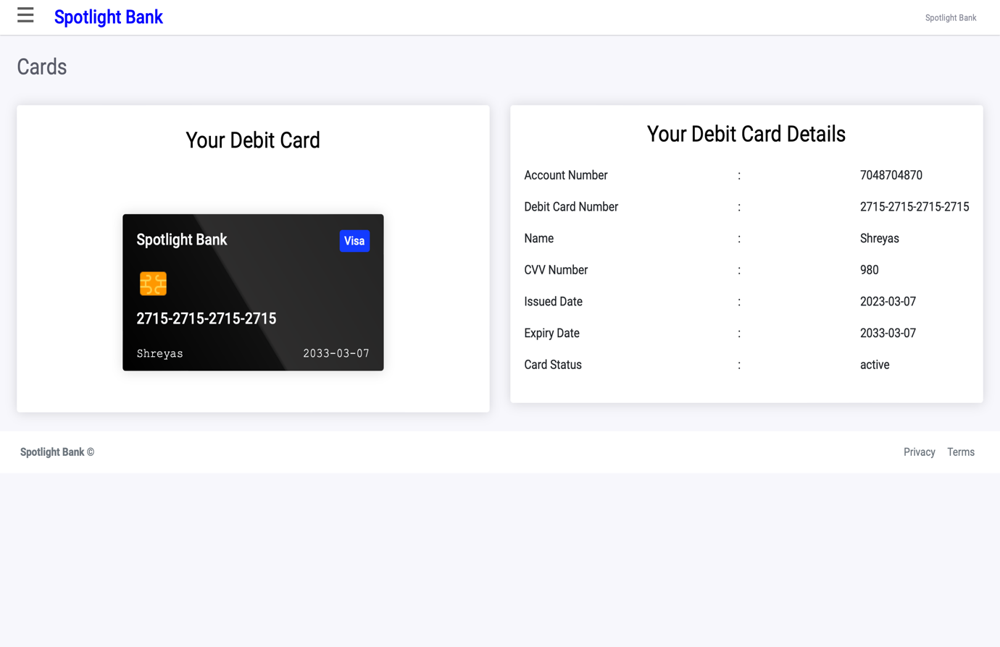 Spotlight Bank
Spotlight Bank
Cards
Your Debit Card
Spotlight Bank
Visa
2715-2715-2715-2715
Shreyas 2033-03-07
Your Debit Card Details
Account Number : 7048704870
Debit Card Number : 2715-2715-2715-2715
Name : Shreyas
CVV Number : 980
Issued Date : 2023-03-07
Expiry Date : 2033-03-07
Card Status : active
Spotlight Bank ©
Privacy Terms